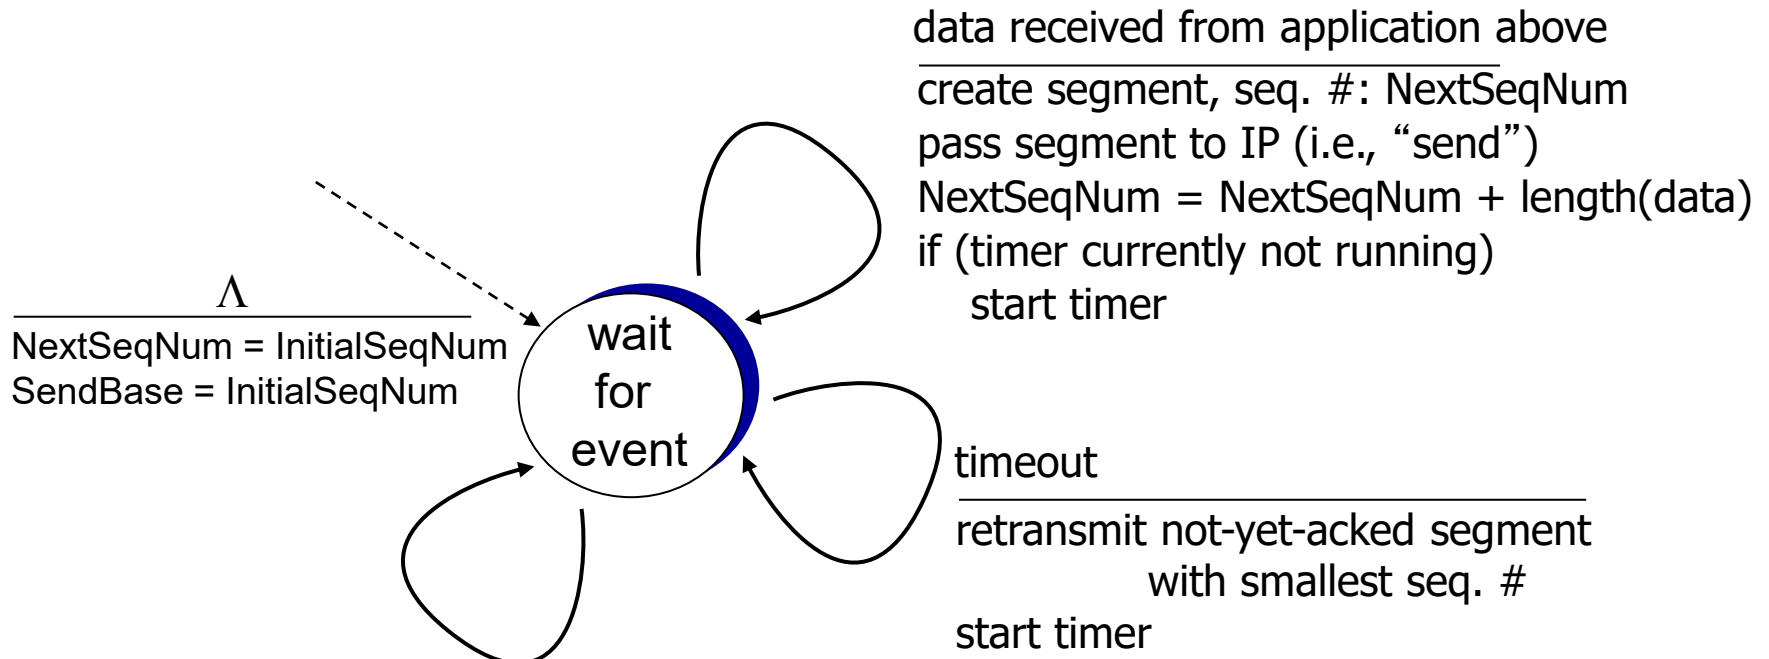 data received from application above
create segment, seq. #: NextSeqNum
pass segment to IP (i.e., “send”)
NextSeqNum = NextSeqNum + length(data)
if (timer currently not running)
start timer
Λ
NextSeqNum = InitialSeqNum
SendBase = InitialSeqNum
wait
for
event
timeout
retransmit not-yet-acked segment
with smallest seq. #
start timer